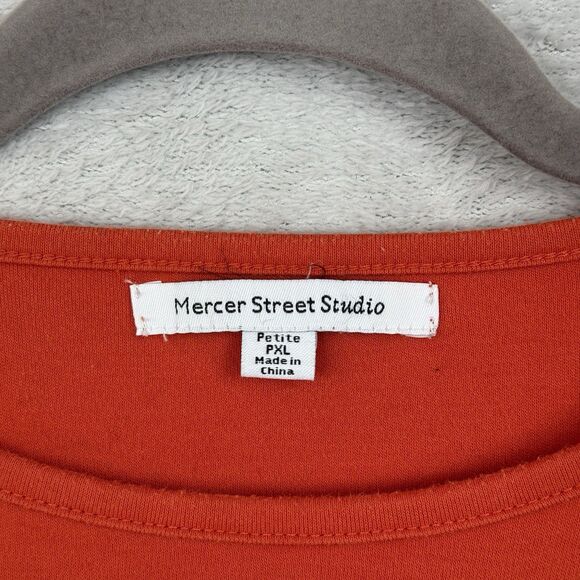 Mercer Street Studio
Petite
PXL
Made in
China